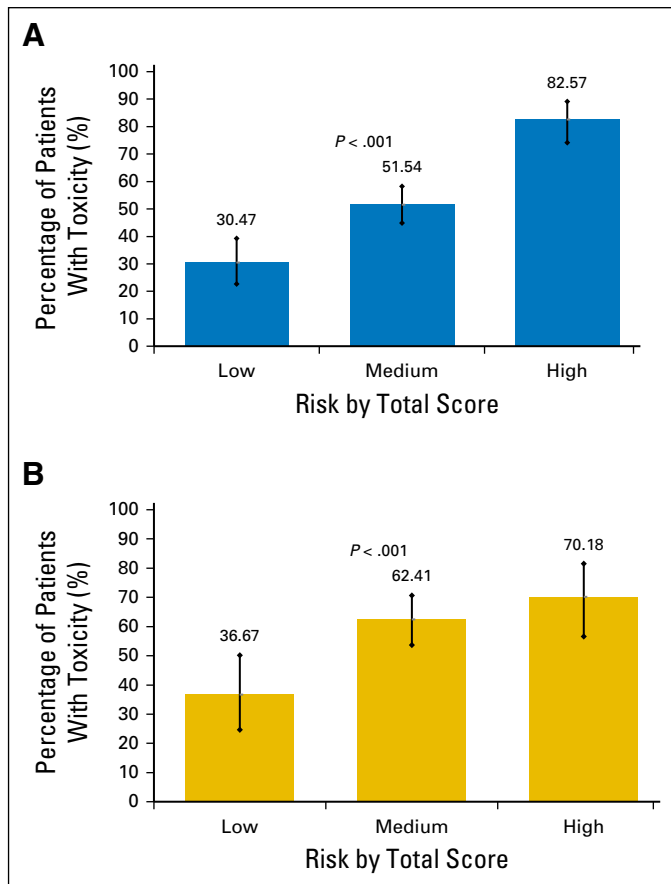 A
Percentage of Patients
With Toxicity (%)
100
90
80
70
60
50
40
30
20
10
0
30.47
P < .001
51.54
82.57
Low
Medium
High
Risk by Total Score
B
Percentage of Patients
With Toxicity (%)
100
90
80
70
60
50
40
30
20
10
0
36.67
P < .001
62.41
70.18
Low
Medium
High
Risk by Total Score